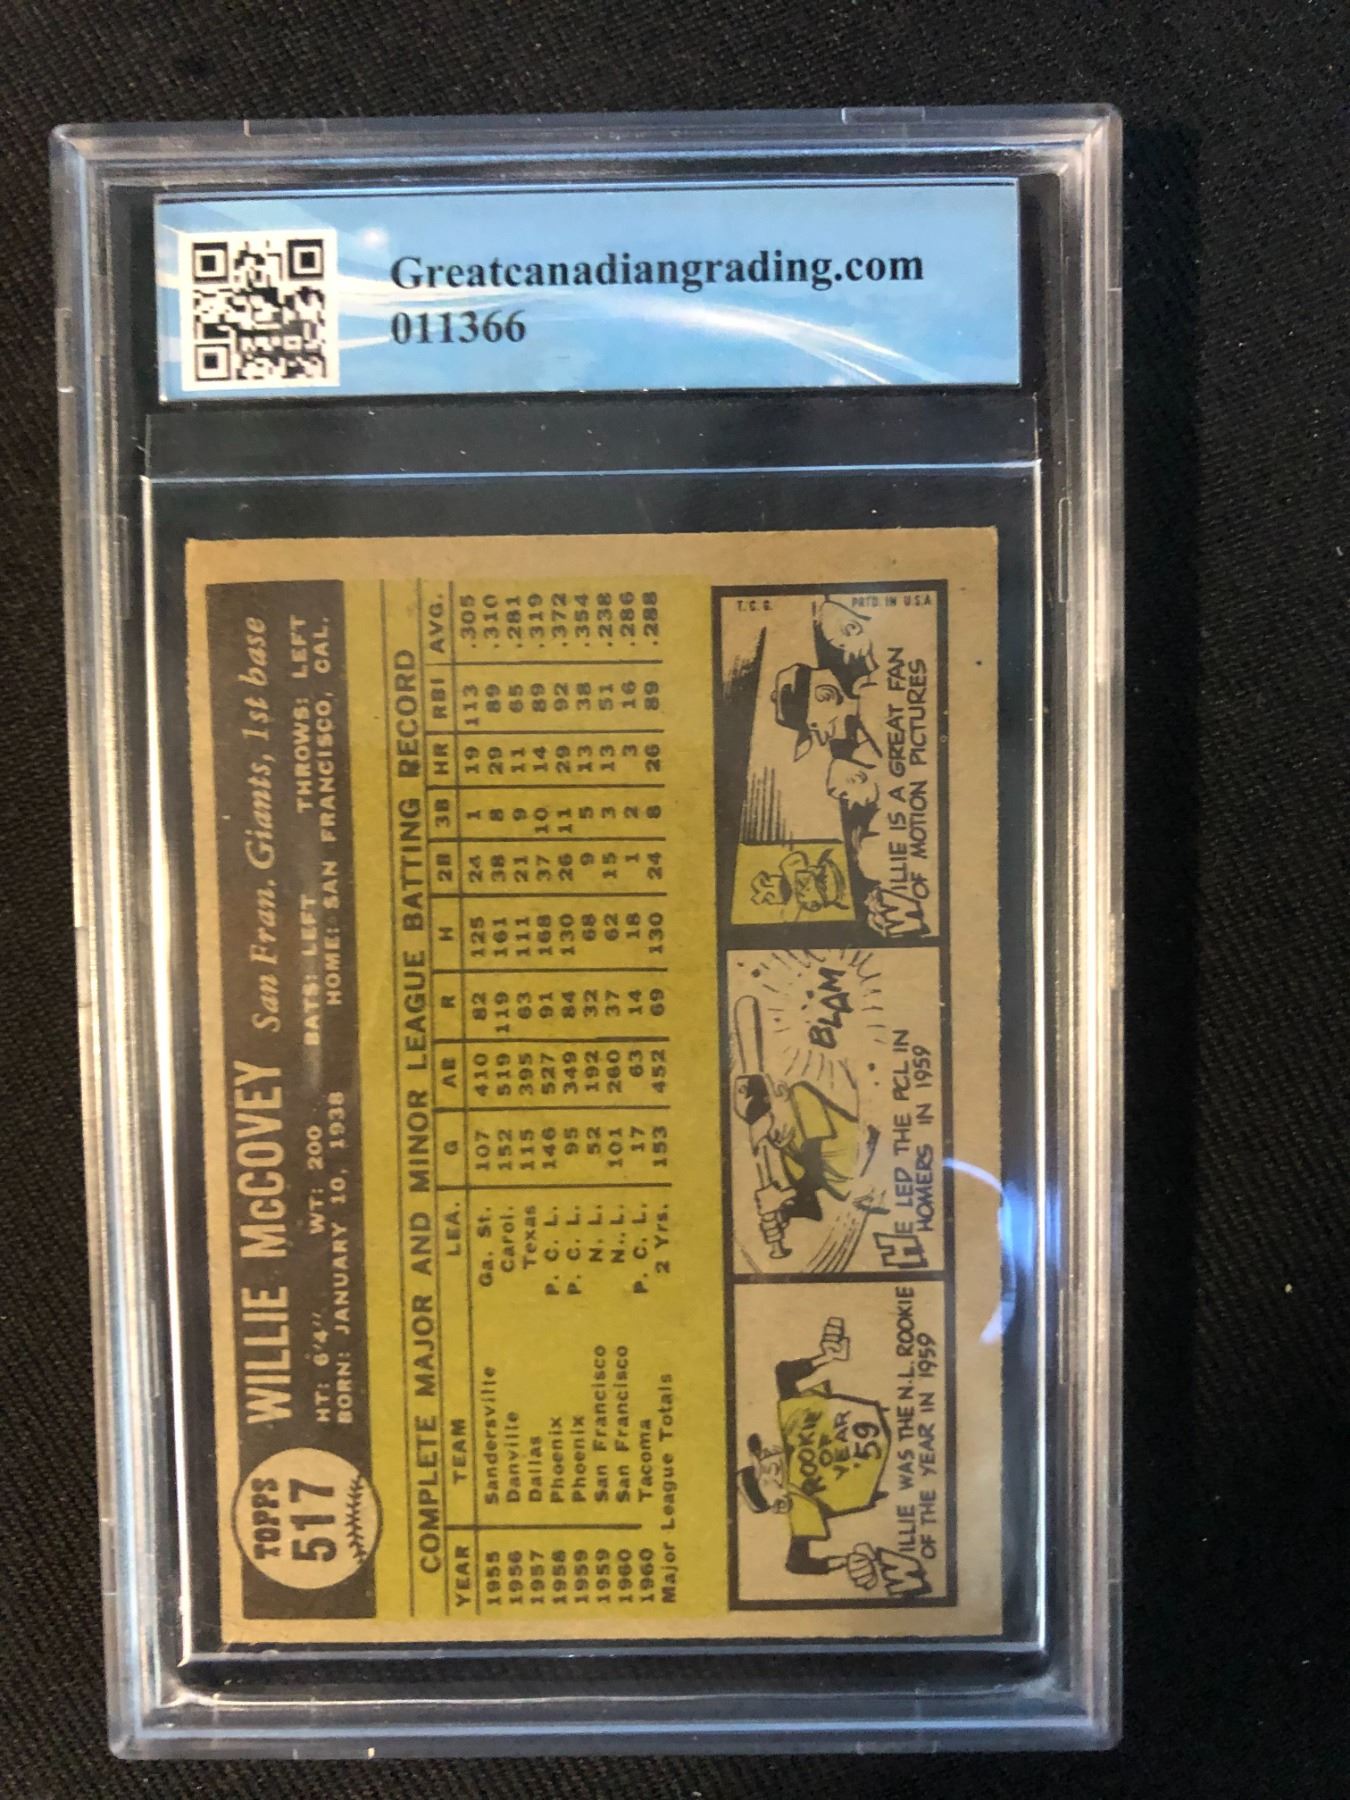 Greatcanadiangrading.com
011366
TOPPS
517
WILLIE McCOVEY San Fran. Giants, 1st base
HT: 6'4" WT: 200 BATS: LEFT THROWS: LEFT
BORN: JANUARY 10, 1938 HOME: SAN FRANCISCO, CAL.
COMPLETE MAJOR AND MINOR LEAGUE BATTING RECORD
YEAR TEAM LEA. G AB R H 2B 3B HR RBI AVG.
1955 Sandersville Ga. St. 107 410 82 125 24 1 19 113 .305
1956 Danville Carol. 152 519 119 161 38 8 29 89 .310
1957 Dallas Texas 115 395 63 111 21 9 11 65 .281
1958 Phoenix P. C. L. 146 527 91 168 37 10 14 89 .319
1959 Phoenix P. C. L. 95 349 84 130 26 11 29 92 .372
1959 San Francisco N. L. 52 192 32 68 9 5 13 38 .354
1960 San Francisco N. L. 101 260 37 62 15 3 13 51 .238
1960 Tacoma P. C. L. 17 63 14 18 1 2 3 16 .286
Major League Totals 2 Yrs. 153 452 69 130 24 8 26 89 .288
ROOKIE
OF
YEAR
'59
WILLIE WAS THE N.L. ROOKIE
OF THE YEAR IN 1959
BLAM
HE LED THE PCL IN
HOMERS IN 1959
T.C.G.
PRTD. IN U.S.A.
WILLIE IS A GREAT FAN
OF MOTION PICTURES